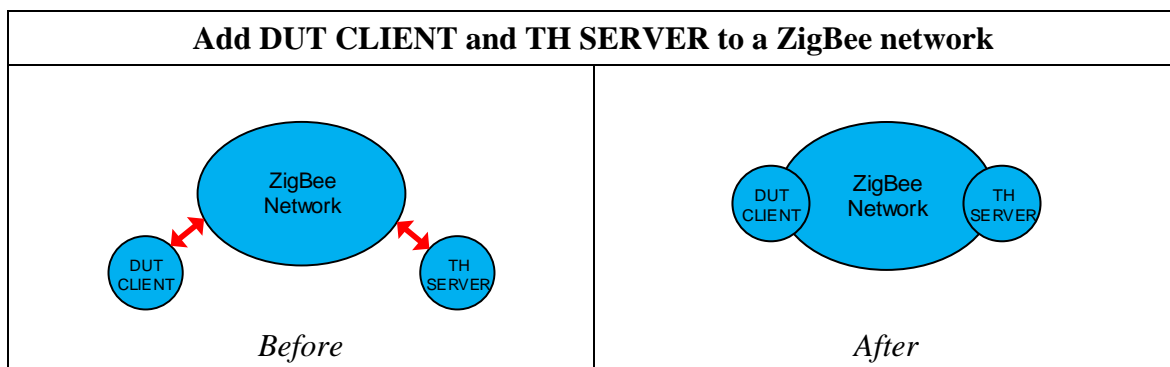 Add DUT CLIENT and TH SERVER to a ZigBee network
ZigBee
Network
DUT
CLIENT
TH
SERVER
Before
DUT
CLIENT
ZigBee
Network
TH
SERVER
After